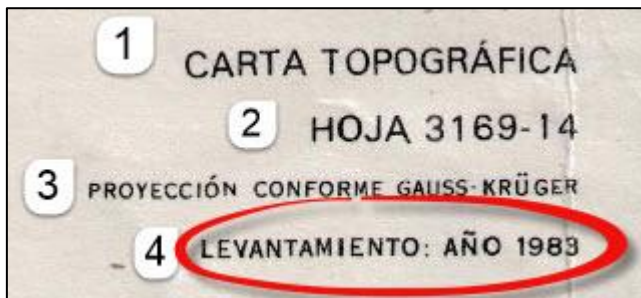 1 CARTA TOPOGRÁFICA
2 HOJA 3169-14
3 PROYECCIÓN CONFORME GAUSS-KRÜGER
4 LEVANTAMIENTO: AÑO 1983